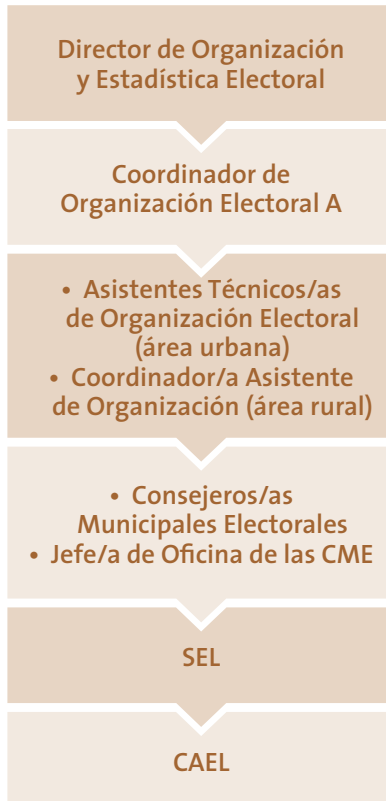 Director de Organización
y Estadística Electoral
Coordinador de
Organización Electoral A
• Asistentes Técnicos/as
de Organización Electoral
(área urbana)
• Coordinador/a Asistente
de Organización (área rural)
• Consejeros/as
Municipales Electorales
• Jefe/a de Oficina de las CME
SEL
CAEL